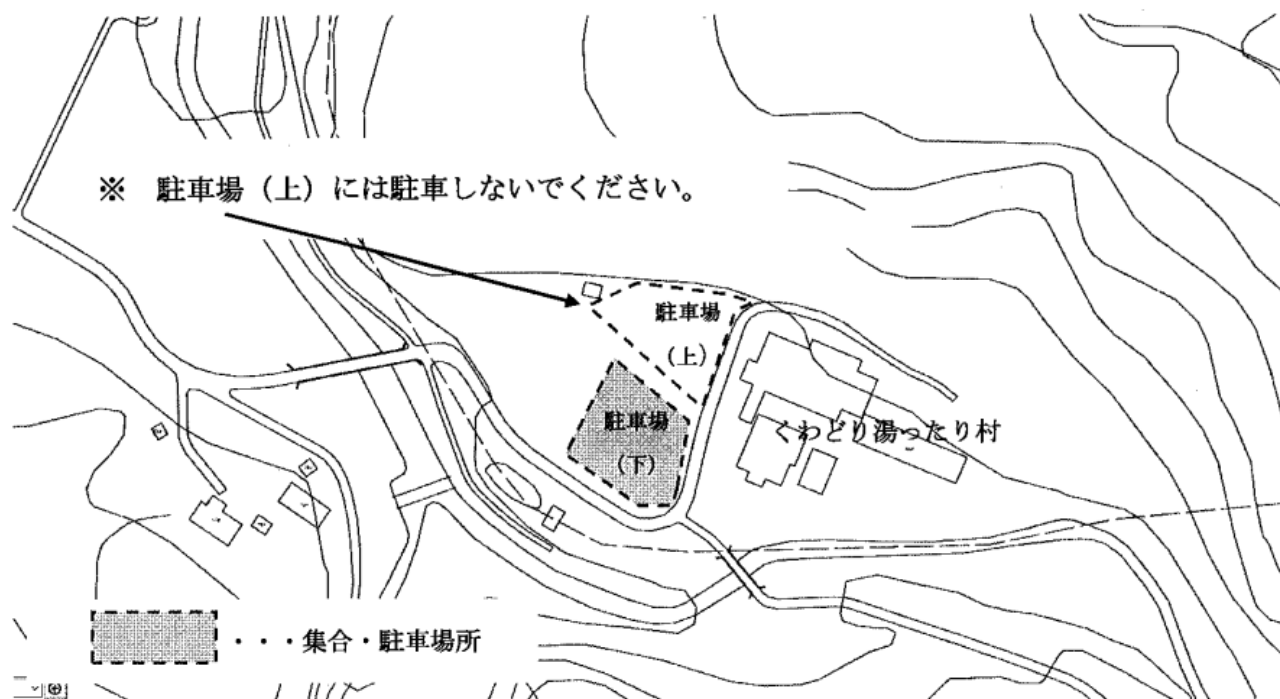 ※　駐車場（上）には駐車しないでください。
駐車場
（上）
駐車場
（下）
くわどり湯ったり村
・・・集合・駐車場所